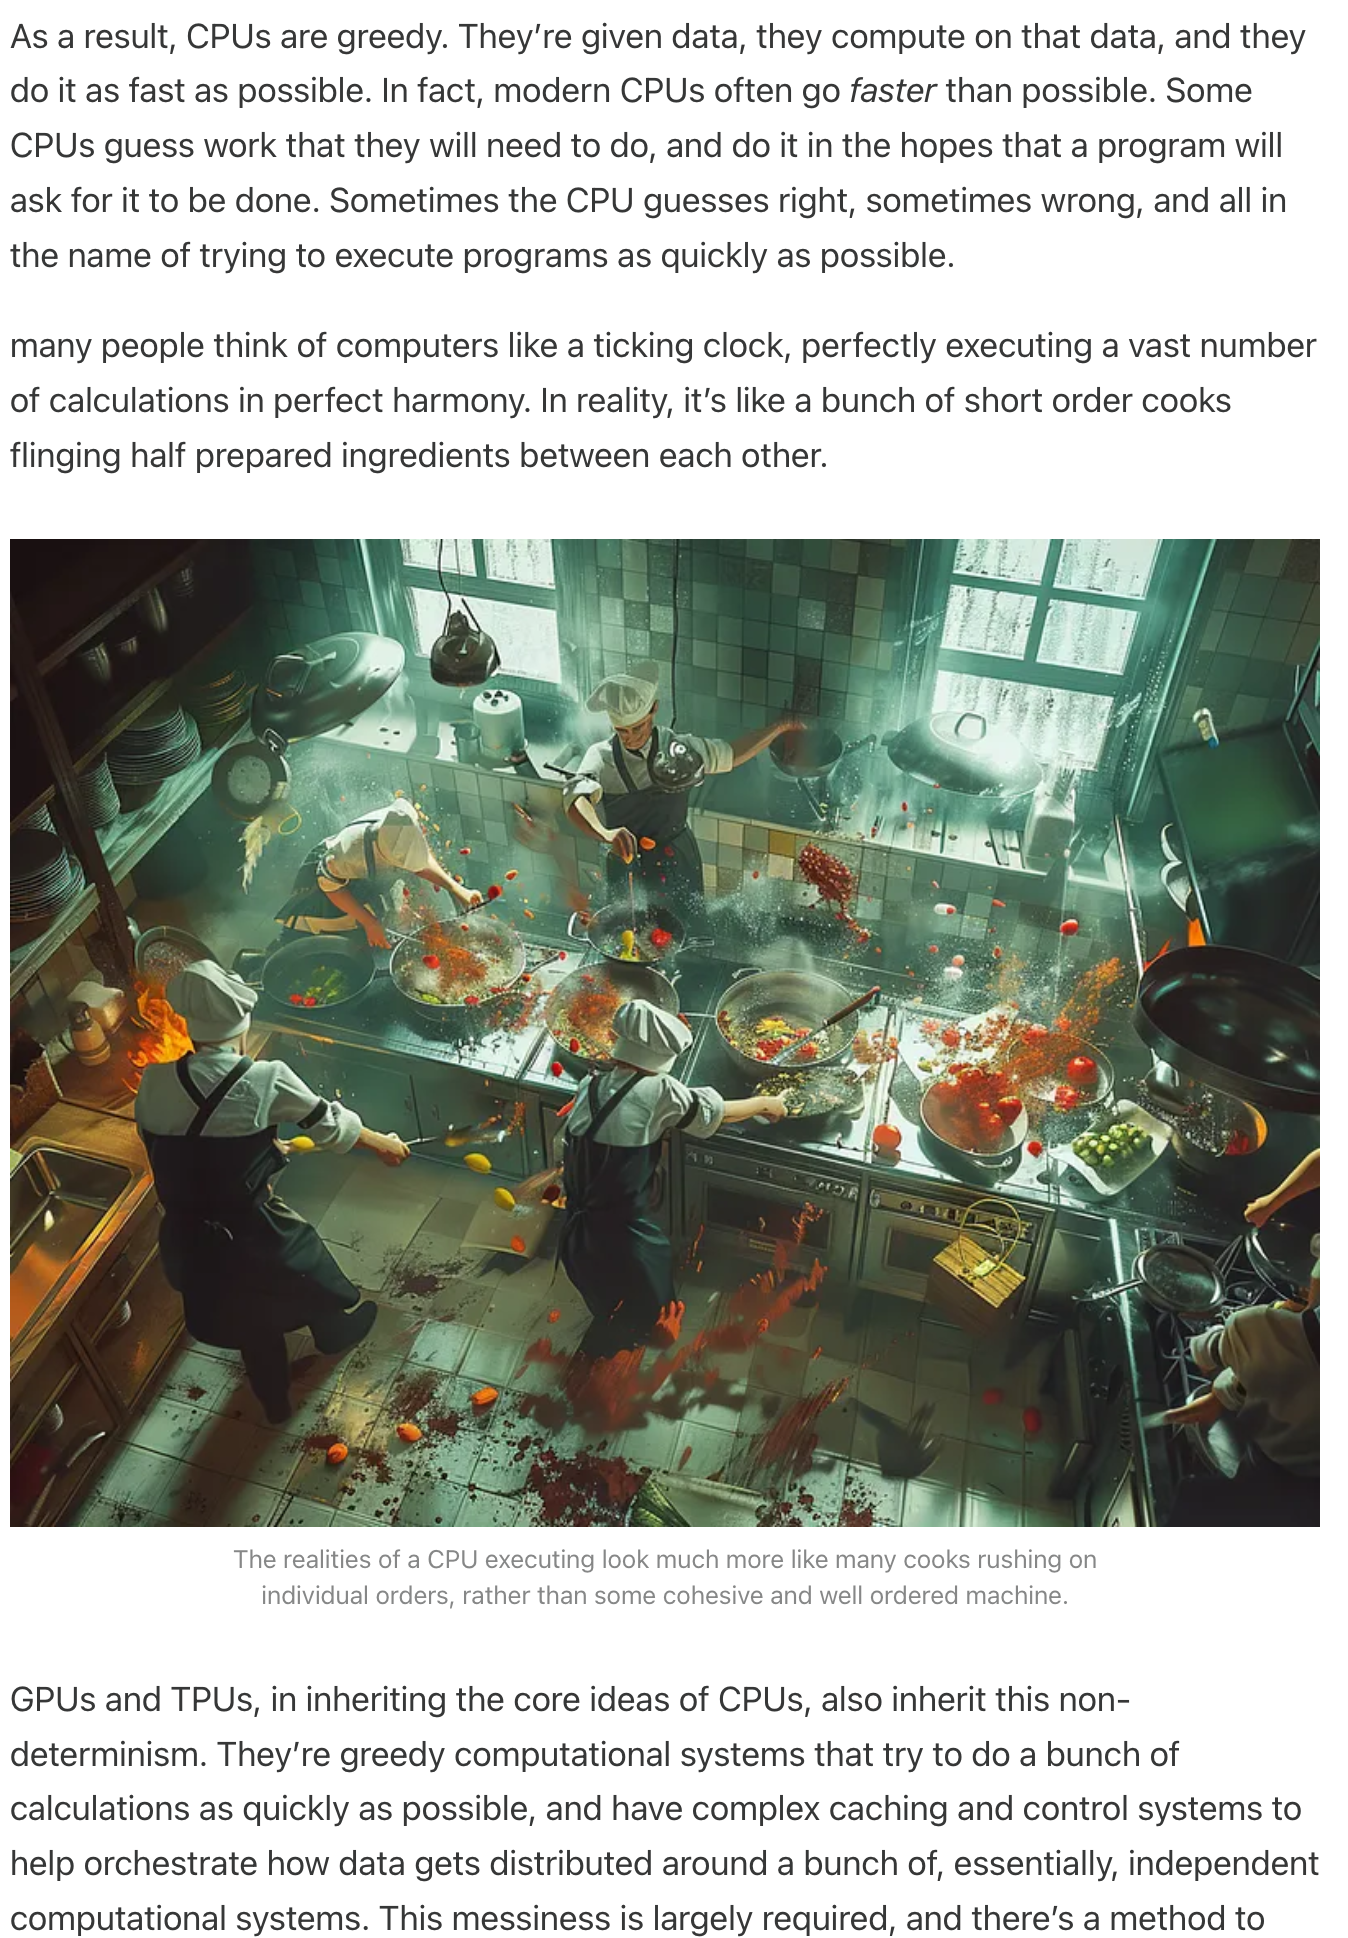 As a result, CPUs are greedy. They’re given data, they compute on that data, and they
do it as fast as possible. In fact, modern CPUs often go faster than possible. Some
CPUs guess work that they will need to do, and do it in the hopes that a program will
ask for it to be done. Sometimes the CPU guesses right, sometimes wrong, and all in
the name of trying to execute programs as quickly as possible.
many people think of computers like a ticking clock, perfectly executing a vast number
of calculations in perfect harmony. In reality, it’s like a bunch of short order cooks
flinging half prepared ingredients between each other.
The realities of a CPU executing look much more like many cooks rushing on
individual orders, rather than some cohesive and well ordered machine.
GPUs and TPUs, in inheriting the core ideas of CPUs, also inherit this non-
determinism. They’re greedy computational systems that try to do a bunch of
calculations as quickly as possible, and have complex caching and control systems to
help orchestrate how data gets distributed around a bunch of, essentially, independent
computational systems. This messiness is largely required, and there’s a method to